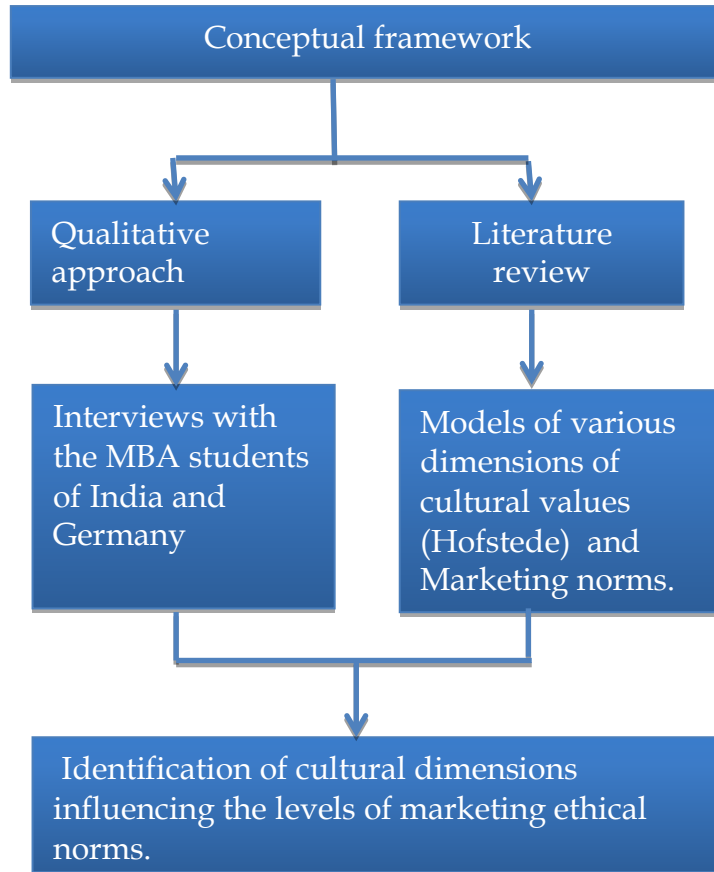 Conceptual framework
Qualitative
approach
Literature
review
Interviews with
the MBA students
of India and
Germany
Models of various
dimensions of
cultural values
(Hofstede) and
Marketing norms.
Identification of cultural dimensions
influencing the levels of marketing ethical
norms.